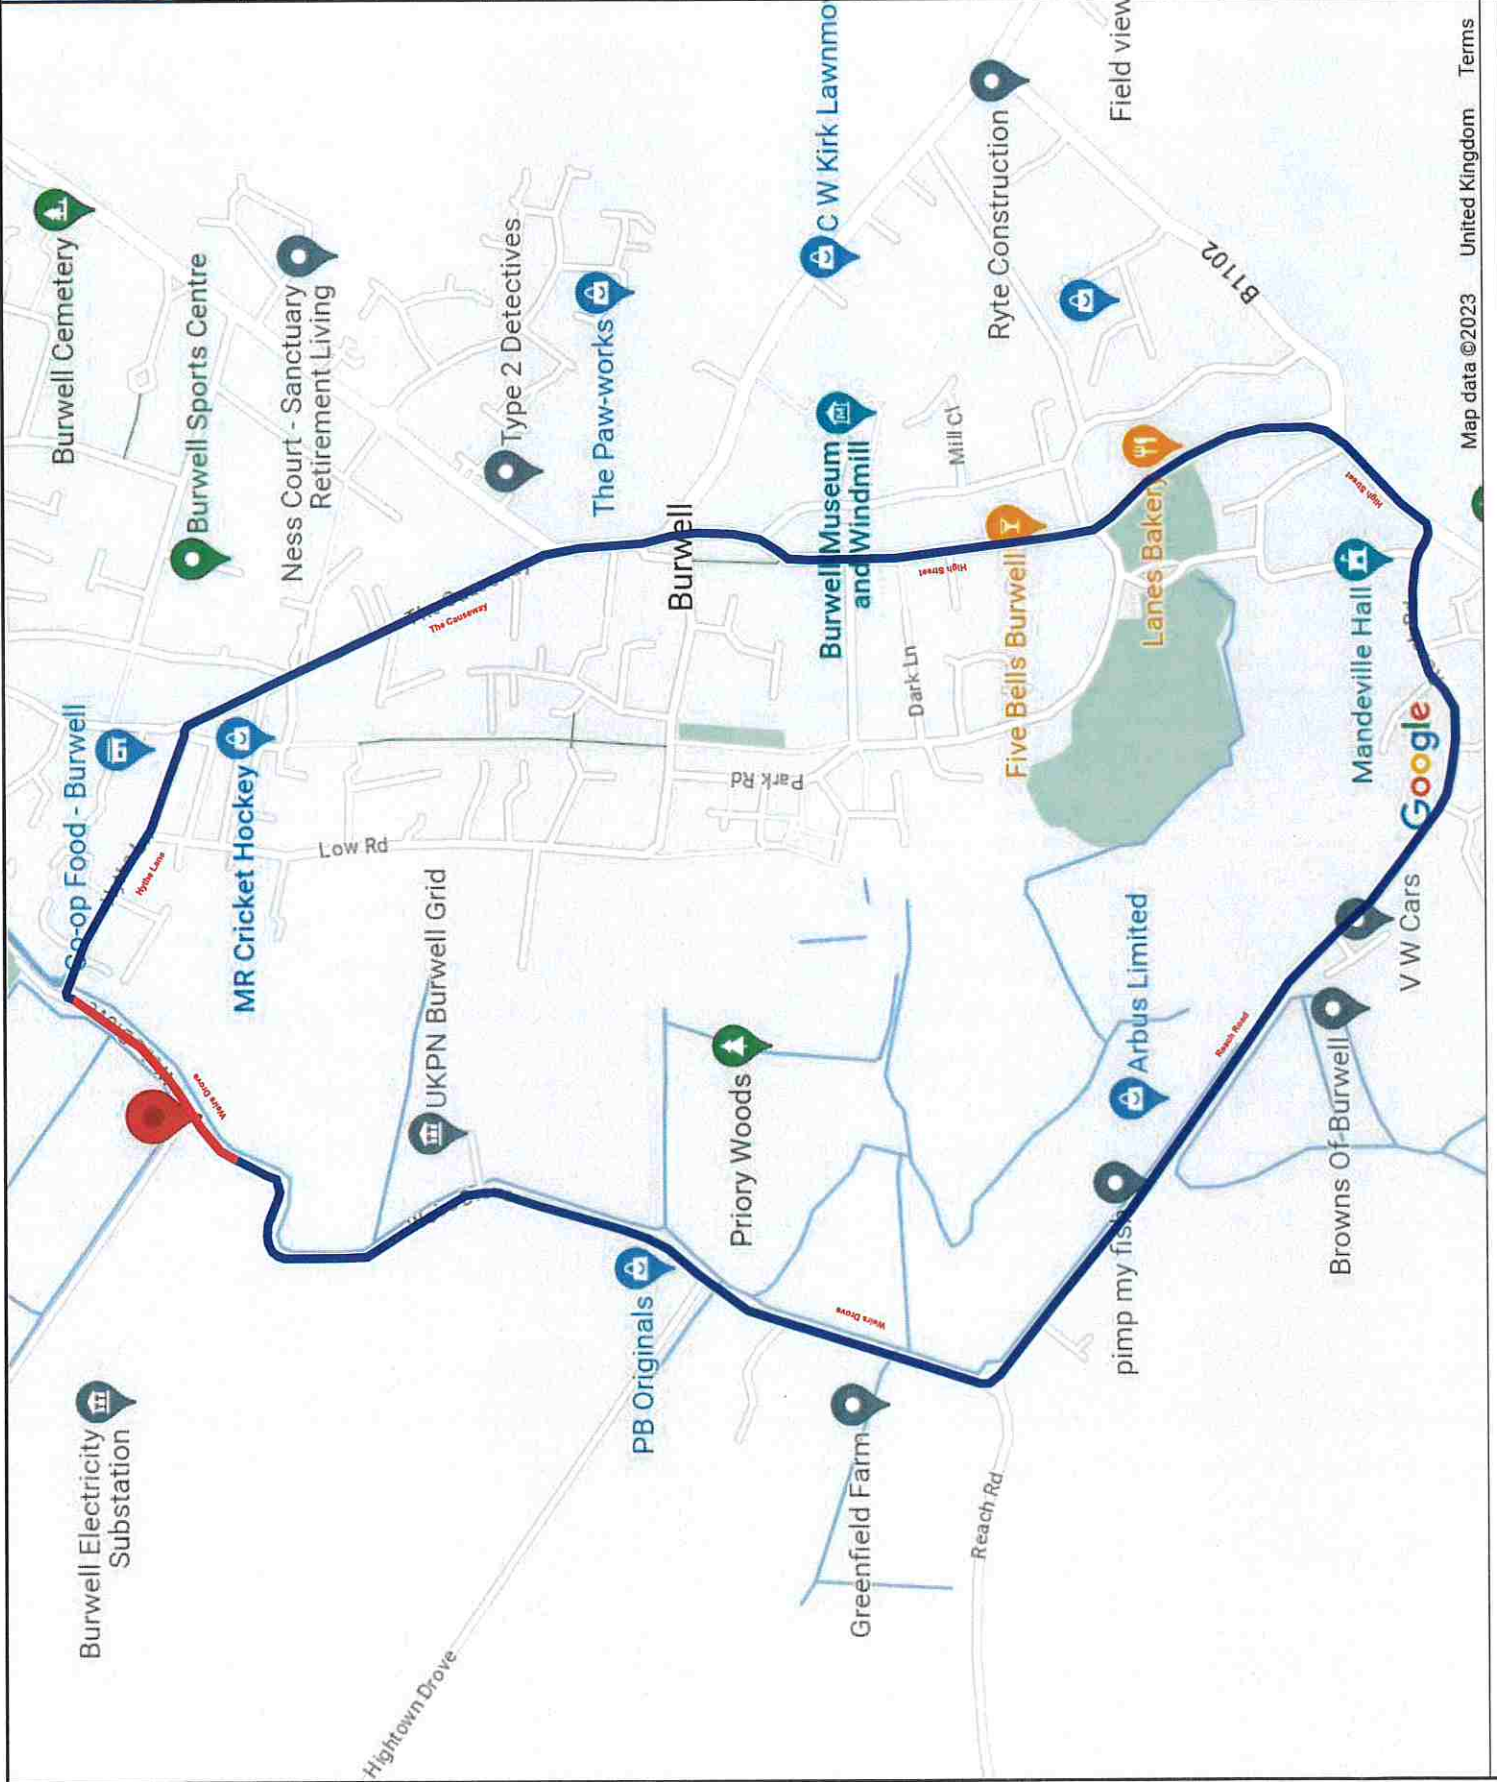 Burwell Cemetery
Burwell Sports Centre
Ness Court - Sanctuary
Retirement Living
Type 2 Detectives
The Paw-works
C W Kirk Lawnmo
Ryte Construction
Field view
B1102
Co-op Food - Burwell
MR Cricket Hockey
Hythe Lane
The Causeway
Burwell
Burwell Museum
and Windmill
Mill Cl
High Street
Five Bells Burwell
Lanes Bakery
High Street
Mandeville Hall
Dark Ln
Park Rd
Low Rd
UKPN Burwell Grid
Weirs Drove
Priory Woods
Arbus Limited
Reach Road
V W Cars
Browns Of Burwell
pimp my fish
Weirs Drove
PB Originals
Greenfield Farm
Reach Rd
Hightown Drove
Burwell Electricity
Substation
Google
Map data ©2023 United Kingdom Terms